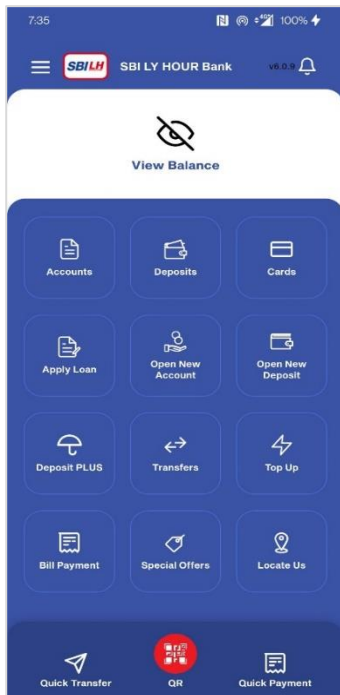 7:35
4GLTE 100%
SBILH SBI LY HOUR Bank v6.0.9
View Balance
Accounts Deposits Cards
Apply Loan Open New Account Open New Deposit
Deposit PLUS Transfers Top Up
Bill Payment Special Offers Locate Us
Quick Transfer QR Quick Payment